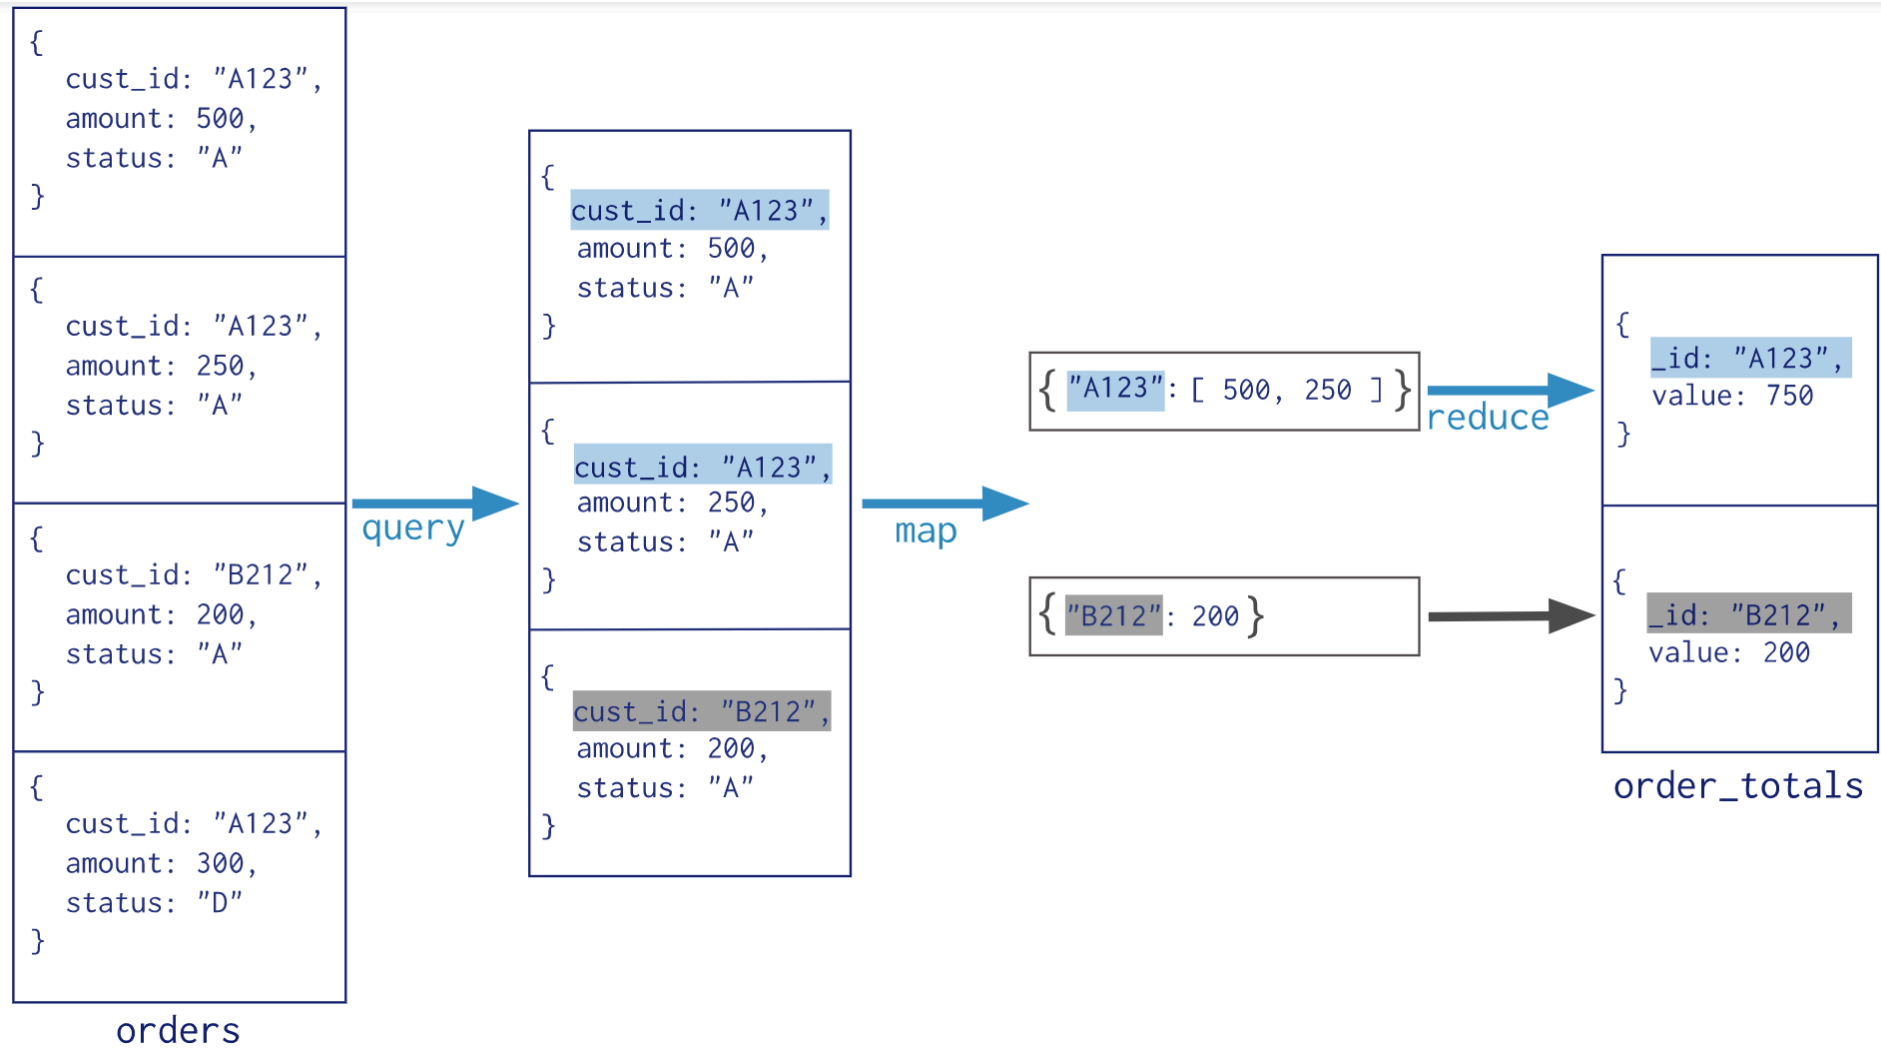 {
cust_id: "A123",
amount: 500,
status: "A"
}
{
cust_id: "A123",
amount: 250,
status: "A"
}
{
cust_id: "B212",
amount: 200,
status: "A"
}
{
cust_id: "A123",
amount: 300,
status: "D"
}
orders
query
{
cust_id: "A123",
amount: 500,
status: "A"
}
{
cust_id: "A123",
amount: 250,
status: "A"
}
{
cust_id: "B212",
amount: 200,
status: "A"
}
map
{ "A123": [ 500, 250 ] }
reduce
{ "B212": 200 }
{
_id: "A123",
value: 750
}
{
_id: "B212",
value: 200
}
order_totals